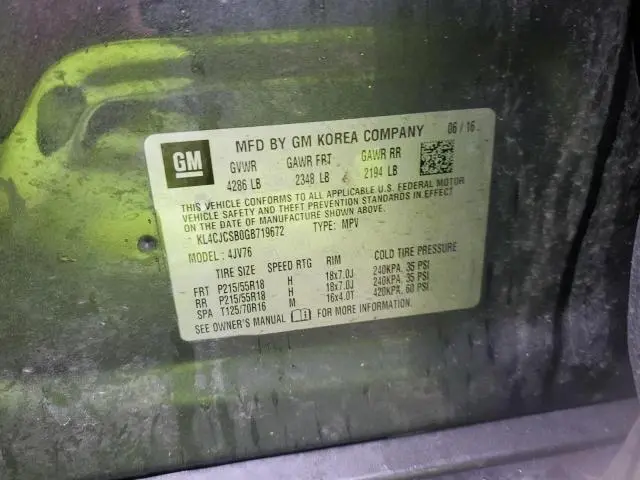 GM
MFD BY GM KOREA COMPANY 06 / 16
GVWR GAWR FRT GAWR RR
4286 LB 2348 LB 2194 LB
THIS VEHICLE CONFORMS TO ALL APPLICABLE U.S. FEDERAL MOTOR
VEHICLE SAFETY AND THEFT PREVENTION STANDARDS IN EFFECT
ON THE DATE OF MANUFACTURE SHOWN ABOVE.
KL4CJCSB0GB719672 TYPE: MPV
MODEL: 4JV76
TIRE SIZE SPEED RTG RIM COLD TIRE PRESSURE
FRT P215/55R18 H 18x7.0J 240KPA, 35 PSI
RR P215/55R18 H 18x7.0J 240KPA, 35 PSI
SPA T125/70R16 M 16x4.0T 420KPA, 60 PSI
SEE OWNER'S MANUAL FOR MORE INFORMATION.